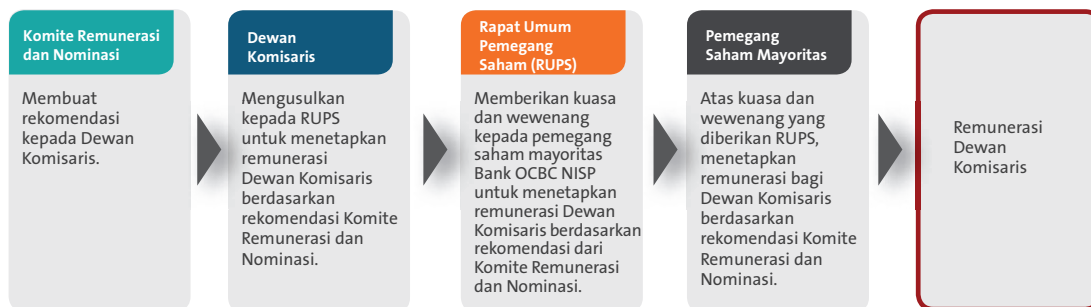 Komite Remunerasi
dan Nominasi
Membuat
rekomendasi
kepada Dewan
Komisaris.
Dewan
Komisaris
Mengusulkan
kepada RUPS
untuk menetapkan
remunerasi
Dewan Komisaris
berdasarkan
rekomendasi Komite
Remunerasi dan
Nominasi.
Rapat Umum
Pemegang
Saham (RUPS)
Memberikan kuasa
dan wewenang
kepada pemegang
saham mayoritas
Bank OCBC NISP
untuk menetapkan
remunerasi Dewan
Komisaris berdasarkan
rekomendasi dari
Komite Remunerasi
dan Nominasi.
Pemegang
Saham Mayoritas
Atas kuasa dan
wewenang yang
diberikan RUPS,
menetapkan
remunerasi bagi
Dewan Komisaris
berdasarkan
rekomendasi Komite
Remunerasi dan
Nominasi.
Remunerasi
Dewan
Komisaris